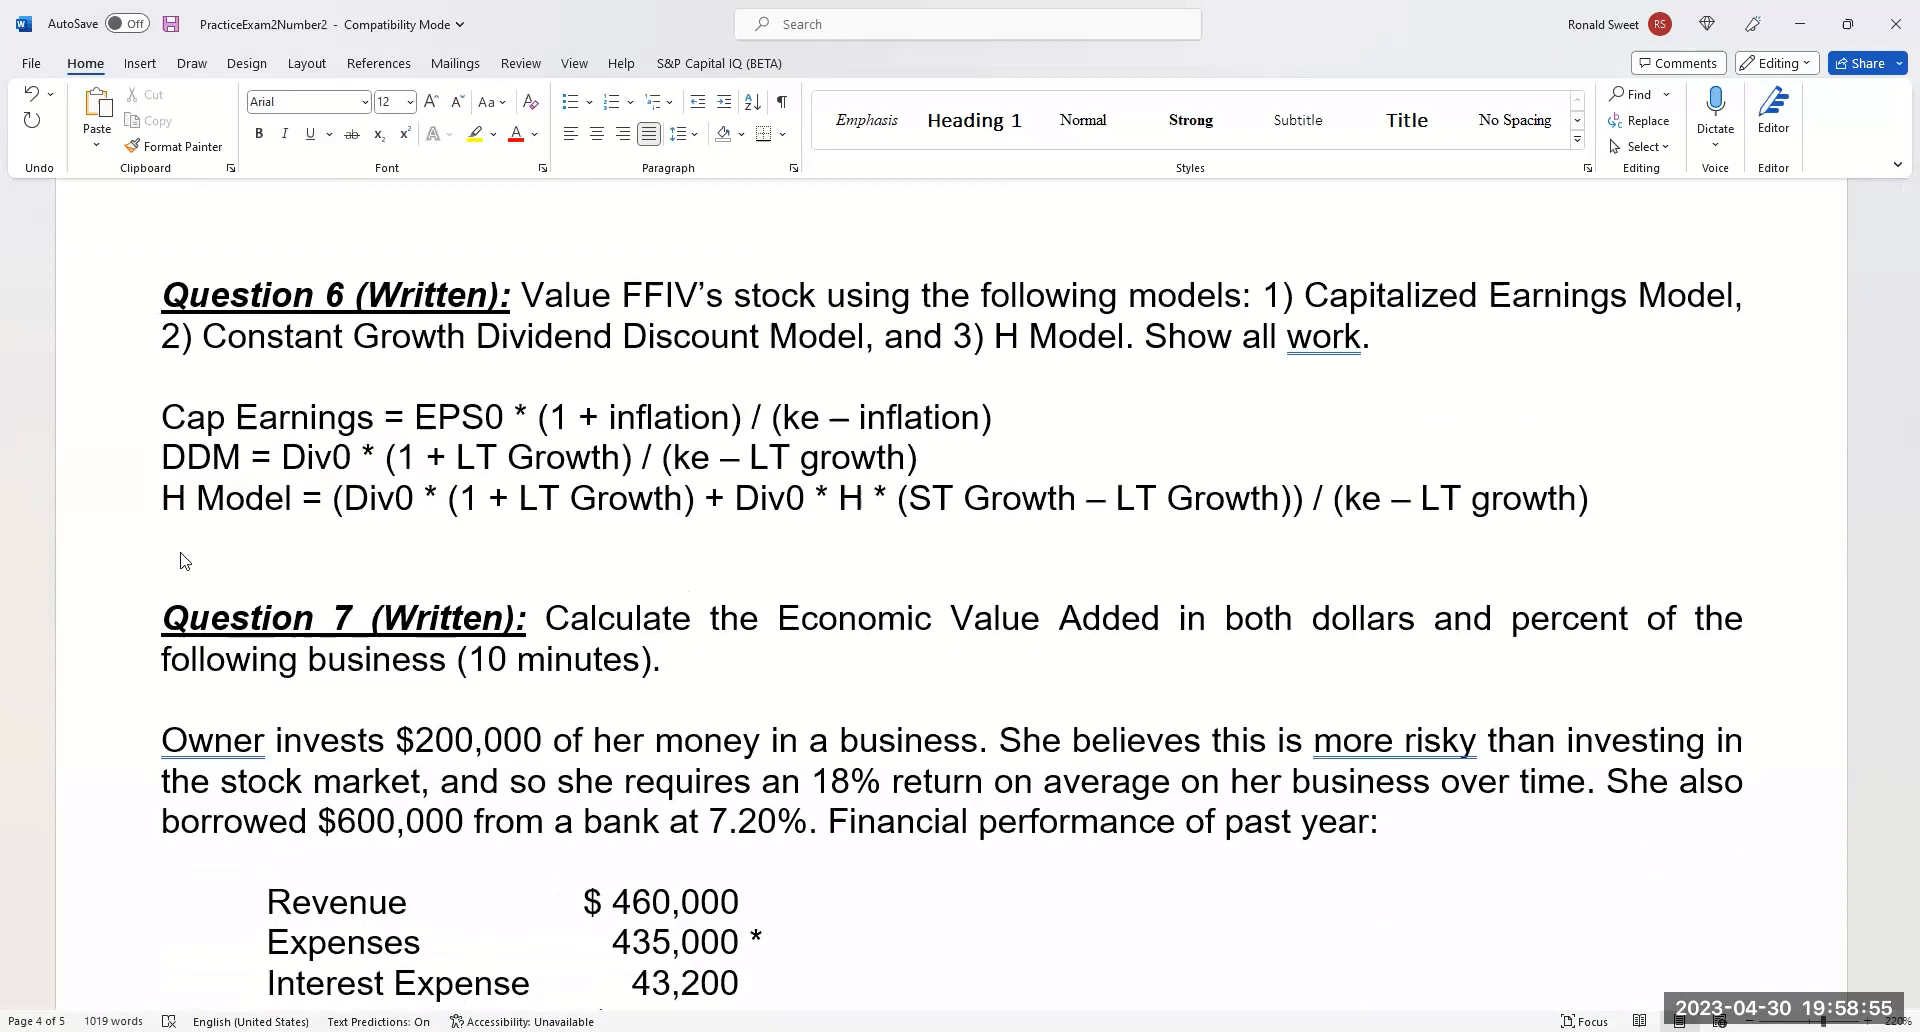 AutoSave Off PracticeExam2Number2 - Compatibility Mode Search Ronald Sweet RS
File Home Insert Draw Design Layout References Mailings Review View Help S&P Capital IQ (BETA) Comments Editing Share
Paste Cut Copy Format Painter
Arial 12
Emphasis Heading 1 Normal Strong Subtitle Title No Spacing
Find Replace Select Dictate Editor
Undo Clipboard Font Paragraph Styles Editing Voice Editor
Question 6 (Written): Value FFIV’s stock using the following models: 1) Capitalized Earnings Model,
2) Constant Growth Dividend Discount Model, and 3) H Model. Show all work.
Cap Earnings = EPS0 * (1 + inflation) / (ke – inflation)
DDM = Div0 * (1 + LT Growth) / (ke – LT growth)
H Model = (Div0 * (1 + LT Growth) + Div0 * H * (ST Growth – LT Growth)) / (ke – LT growth)
Question 7 (Written): Calculate the Economic Value Added in both dollars and percent of the
following business (10 minutes).
Owner invests $200,000 of her money in a business. She believes this is more risky than investing in
the stock market, and so she requires an 18% return on average on her business over time. She also
borrowed $600,000 from a bank at 7.20%. Financial performance of past year:
Revenue $ 460,000
Expenses 435,000 *
Interest Expense 43,200
2023-04-30 19:58:55
Page 4 of 5 1019 words English (United States) Text Predictions: On Accessibility: Unavailable Focus 220%